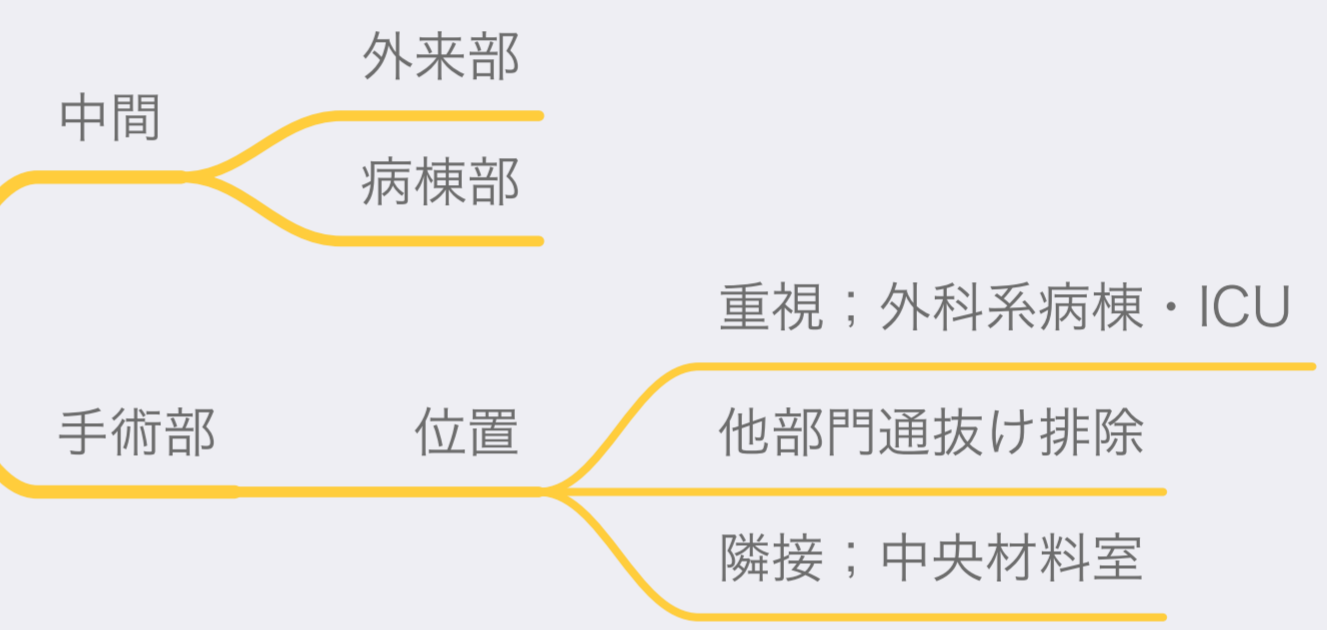 外来部
中間
病棟部
重視；外科系病棟・ICU
手術部
位置
他部門通抜け排除
隣接；中央材料室